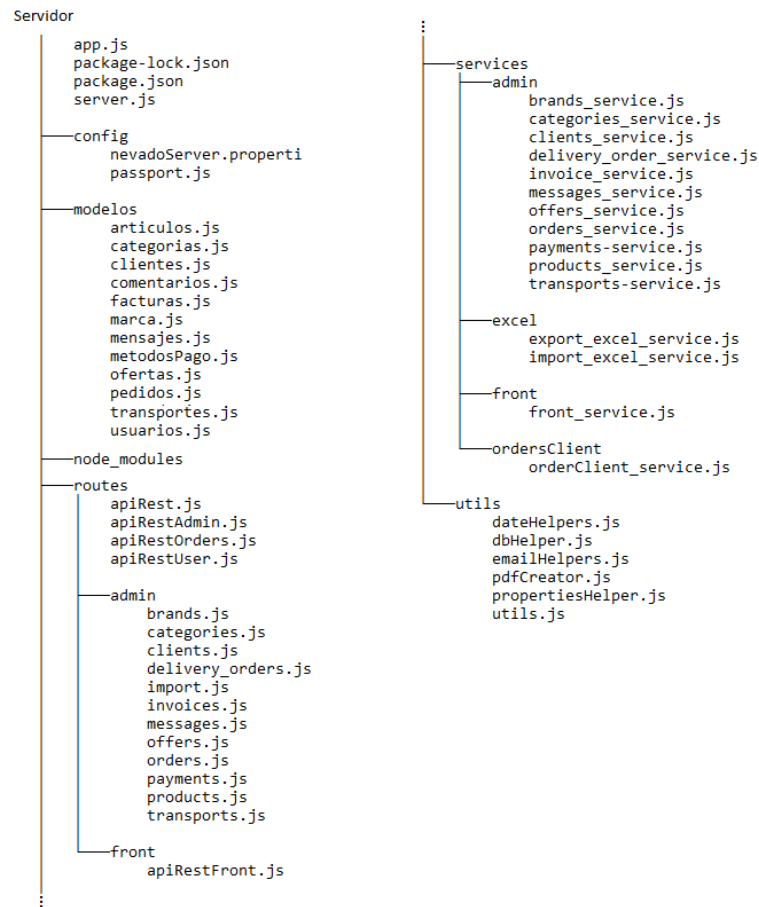 Servidor
app.js
package-lock.json
package.json
server.js
config
nevadoServer.properti
passport.js
modelos
articulos.js
categorias.js
clientes.js
comentarios.js
facturas.js
marca.js
mensajes.js
metodosPago.js
ofertas.js
pedidos.js
transportes.js
usuarios.js
node_modules
routes
apiRest.js
apiRestAdmin.js
apiRestOrders.js
apiRestUser.js
admin
brands.js
categories.js
clients.js
delivery_orders.js
import.js
invoices.js
messages.js
offers.js
orders.js
payments.js
products.js
transports.js
front
apiRestFront.js
services
admin
brands_service.js
categories_service.js
clients_service.js
delivery_order_service.js
invoice_service.js
messages_service.js
offers_service.js
orders_service.js
payments-service.js
products_service.js
transports-service.js
excel
export_excel_service.js
import_excel_service.js
front
front_service.js
ordersClient
orderClient_service.js
utils
dateHelpers.js
dbHelper.js
emailHelpers.js
pdfCreator.js
propertiesHelper.js
utils.js